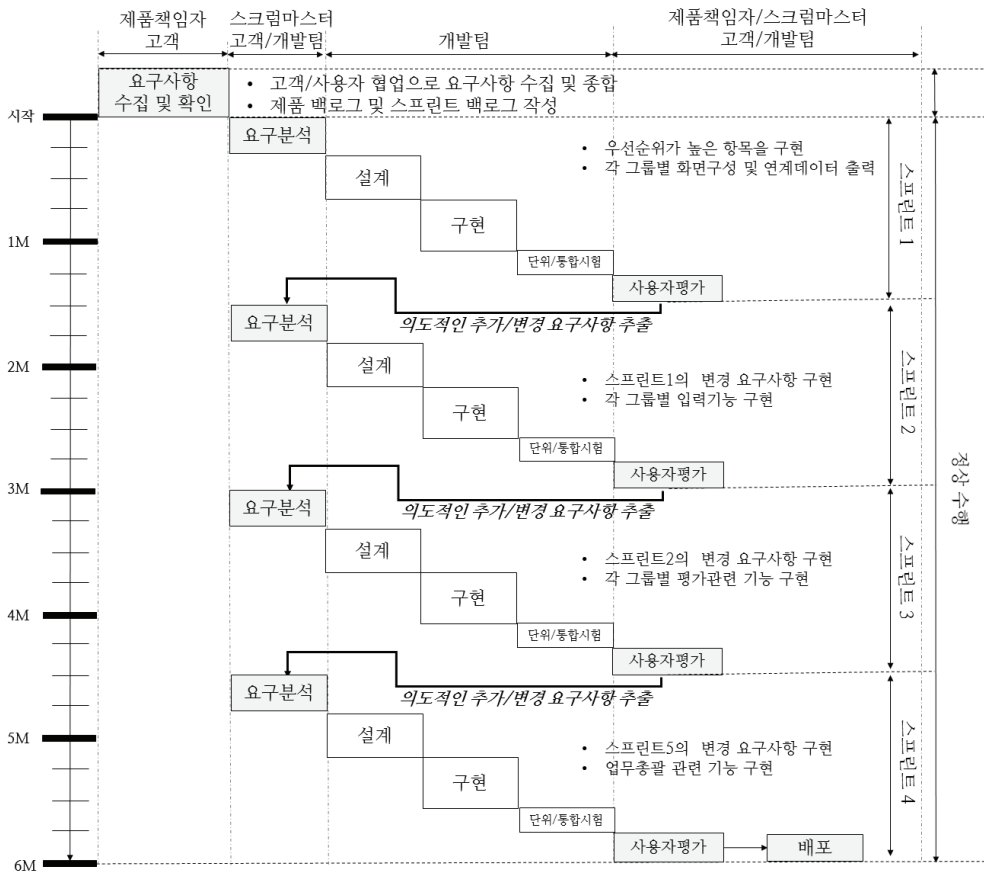 제품책임자
고객
스크럼마스터
고객/개발팀
개발팀
제품책임자/스크럼마스터
고객/개발팀
요구사항
수집 및 확인
• 고객/사용자 협업으로 요구사항 수집 및 종합
• 제품 백로그 및 스프린트 백로그 작성
시작
요구분석
• 우선순위가 높은 항목을 구현
• 각 그룹별 화면구성 및 연계데이터 출력
설계
스프린트 1
구현
1M
단위/통합시험
사용자평가
의도적인 추가/변경 요구사항 추출
요구분석
2M
설계
• 스프린트1의 변경 요구사항 구현
• 각 그룹별 입력기능 구현
스프린트 2
구현
단위/통합시험
사용자평가
정상 수행
3M
의도적인 추가/변경 요구사항 추출
요구분석
설계
• 스프린트2의 변경 요구사항 구현
• 각 그룹별 평가관련 기능 구현
스프린트 3
구현
4M
단위/통합시험
사용자평가
의도적인 추가/변경 요구사항 추출
요구분석
5M
설계
• 스프린트5의 변경 요구사항 구현
• 업무총괄 관련 기능 구현
스프린트 4
구현
단위/통합시험
사용자평가
배포
6M